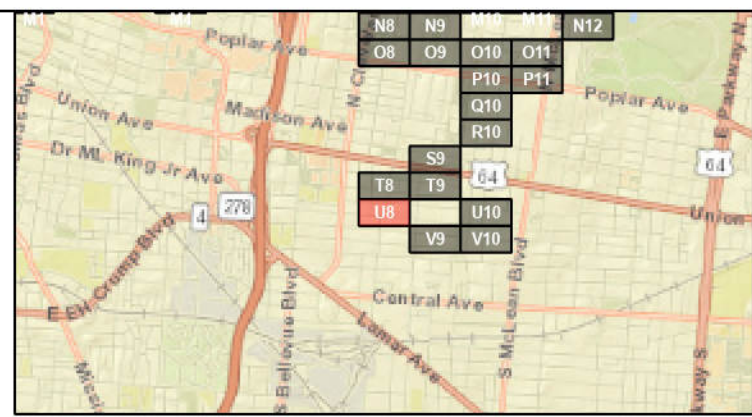 N8 N9 M10 M11 N12
Poplar Ave
O8 O9 O10 O11
P10 P11
Poplar Ave
Union Ave
Madison Ave
Q10
R10
E Parkway N
Dr ML King Jr Ave
S9
64
64
T8 T9
4
278
U8 U10
Union
V9 V10
E EH Crump Blvd
Central Ave
S Bellevue Blvd
Lamar Ave
S McLean Blvd